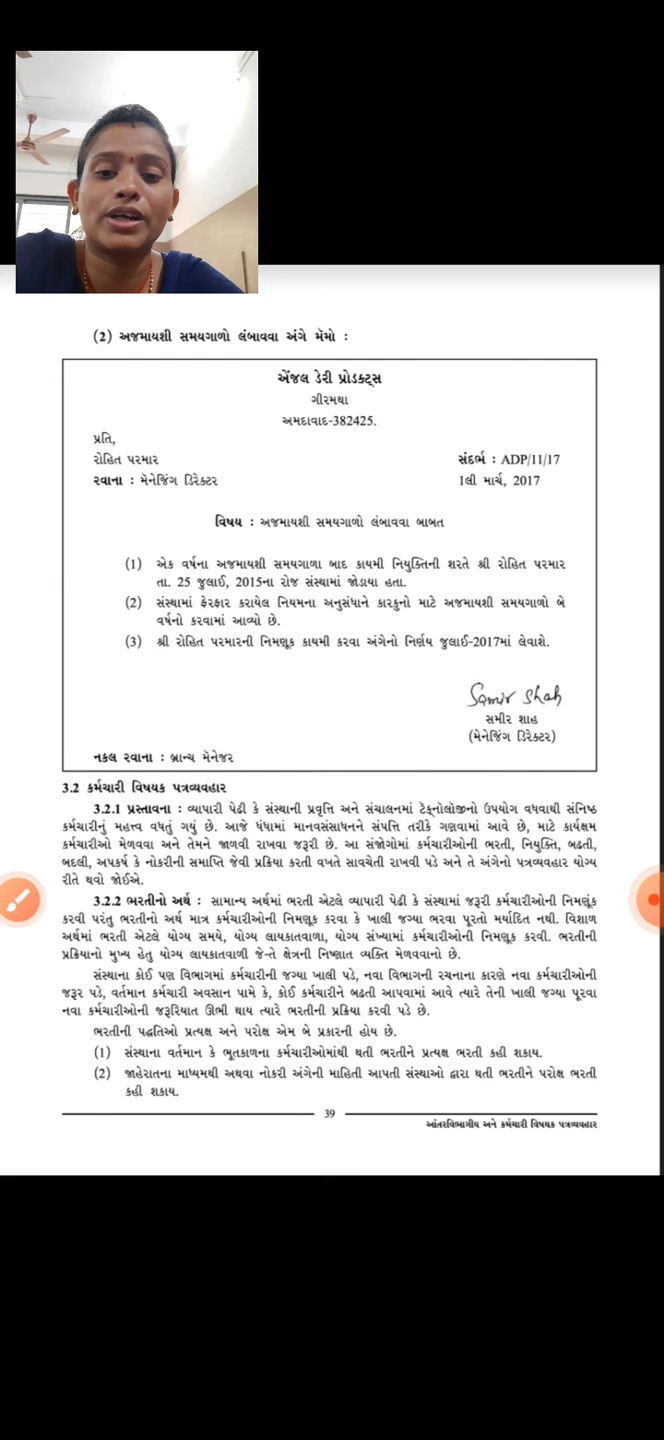 (2) અજમાયશી સમયગાળો લંબાવવા અંગે મૅમો :
એંજલ ડેરી પ્રોડક્ટ્સ
ગીરમથા
અમદાવાદ-382425.
પ્રતિ,
રોહિત પરમાર
સંદર્ભ : ADP/11/17
રવાના : મૅનેજિંગ ડિરેક્ટર
1લી માર્ચ, 2017
વિષય : અજમાયશી સમયગાળો લંબાવવા બાબત
(1) એક વર્ષના અજમાયશી સમયગાળા બાદ કાયમી નિયુક્તિની શરતે શ્રી રોહિત પરમાર
તા. 25 જુલાઈ, 2015ના રોજ સંસ્થામાં જોડાયા હતા.
(2) સંસ્થામાં ફેરફાર કરાયેલ નિયમના અનુસંધાને કારકુનો માટે અજમાયશી સમયગાળો બે
વર્ષનો કરવામાં આવ્યો છે.
(3) શ્રી રોહિત પરમારની નિમણૂક કાયમી કરવા અંગેનો નિર્ણય જુલાઈ-2017માં લેવાશે.
Samir Shah
સમીર શાહ
(મેનેજિંગ ડિરેક્ટર)
નકલ રવાના : બ્રાન્ચ મૅનેજર
3.2 કર્મચારી વિષયક પત્રવ્યવહાર
3.2.1 પ્રસ્તાવના : વ્યાપારી પેઢી કે સંસ્થાની પ્રવૃત્તિ અને સંચાલનમાં ટેક્નોલૉજીનો ઉપયોગ વધવાથી સંનિષ્ઠ
કર્મચારીનું મહત્ત્વ વધતું ગયું છે. આજે ધંધામાં માનવસંસાધનને સંપત્તિ તરીકે ગણવામાં આવે છે, માટે કાર્યક્ષમ
કર્મચારીઓ મેળવવા અને તેમને જાળવી રાખવા જરૂરી છે. આ સંજોગોમાં કર્મચારીઓની ભરતી, નિયુક્તિ, બઢતી,
બદલી, અપકર્ષ કે નોકરીની સમાપ્તિ જેવી પ્રક્રિયા કરતી વખતે સાવચેતી રાખવી પડે અને તે અંગેનો પત્રવ્યવહાર યોગ્ય
રીતે થવો જોઈએ.
3.2.2 ભરતીનો અર્થ : સામાન્ય અર્થમાં ભરતી એટલે વ્યાપારી પેઢી કે સંસ્થામાં જરૂરી કર્મચારીઓની નિમણૂંક
કરવી પરંતુ ભરતીનો અર્થ માત્ર કર્મચારીઓની નિમણૂક કરવા કે ખાલી જગ્યા ભરવા પૂરતો મર્યાદિત નથી. વિશાળ
અર્થમાં ભરતી એટલે યોગ્ય સમયે, યોગ્ય લાયકાતવાળા, યોગ્ય સંખ્યામાં કર્મચારીઓની નિમણૂક કરવી. ભરતીની
પ્રક્રિયાનો મુખ્ય હેતુ યોગ્ય લાયકાતવાળી જે-તે ક્ષેત્રની નિષ્ણાત વ્યક્તિ મેળવવાનો છે.
સંસ્થાના કોઈ પણ વિભાગમાં કર્મચારીની જગ્યા ખાલી પડે, નવા વિભાગની રચનાના કારણે નવા કર્મચારીઓની
જરૂર પડે, વર્તમાન કર્મચારી અવસાન પામે કે, કોઈ કર્મચારીને બઢતી આપવામાં આવે ત્યારે તેની ખાલી જગ્યા પૂરવા
નવા કર્મચારીઓની જરૂરિયાત ઊભી થાય ત્યારે ભરતીની પ્રક્રિયા કરવી પડે છે.
ભરતીની પદ્ધતિઓ પ્રત્યક્ષ અને પરોક્ષ એમ બે પ્રકારની હોય છે.
(1) સંસ્થાના વર્તમાન કે ભૂતકાળના કર્મચારીઓમાંથી થતી ભરતીને પ્રત્યક્ષ ભરતી કહી શકાય.
(2) જાહેરાતના માધ્યમથી અથવા નોકરી અંગેની માહિતી આપતી સંસ્થાઓ દ્વારા થતી ભરતીને પરોક્ષ ભરતી
કહી શકાય.
39
આંતરવિભાગીય અને કર્મચારી વિષયક પત્રવ્યવહાર